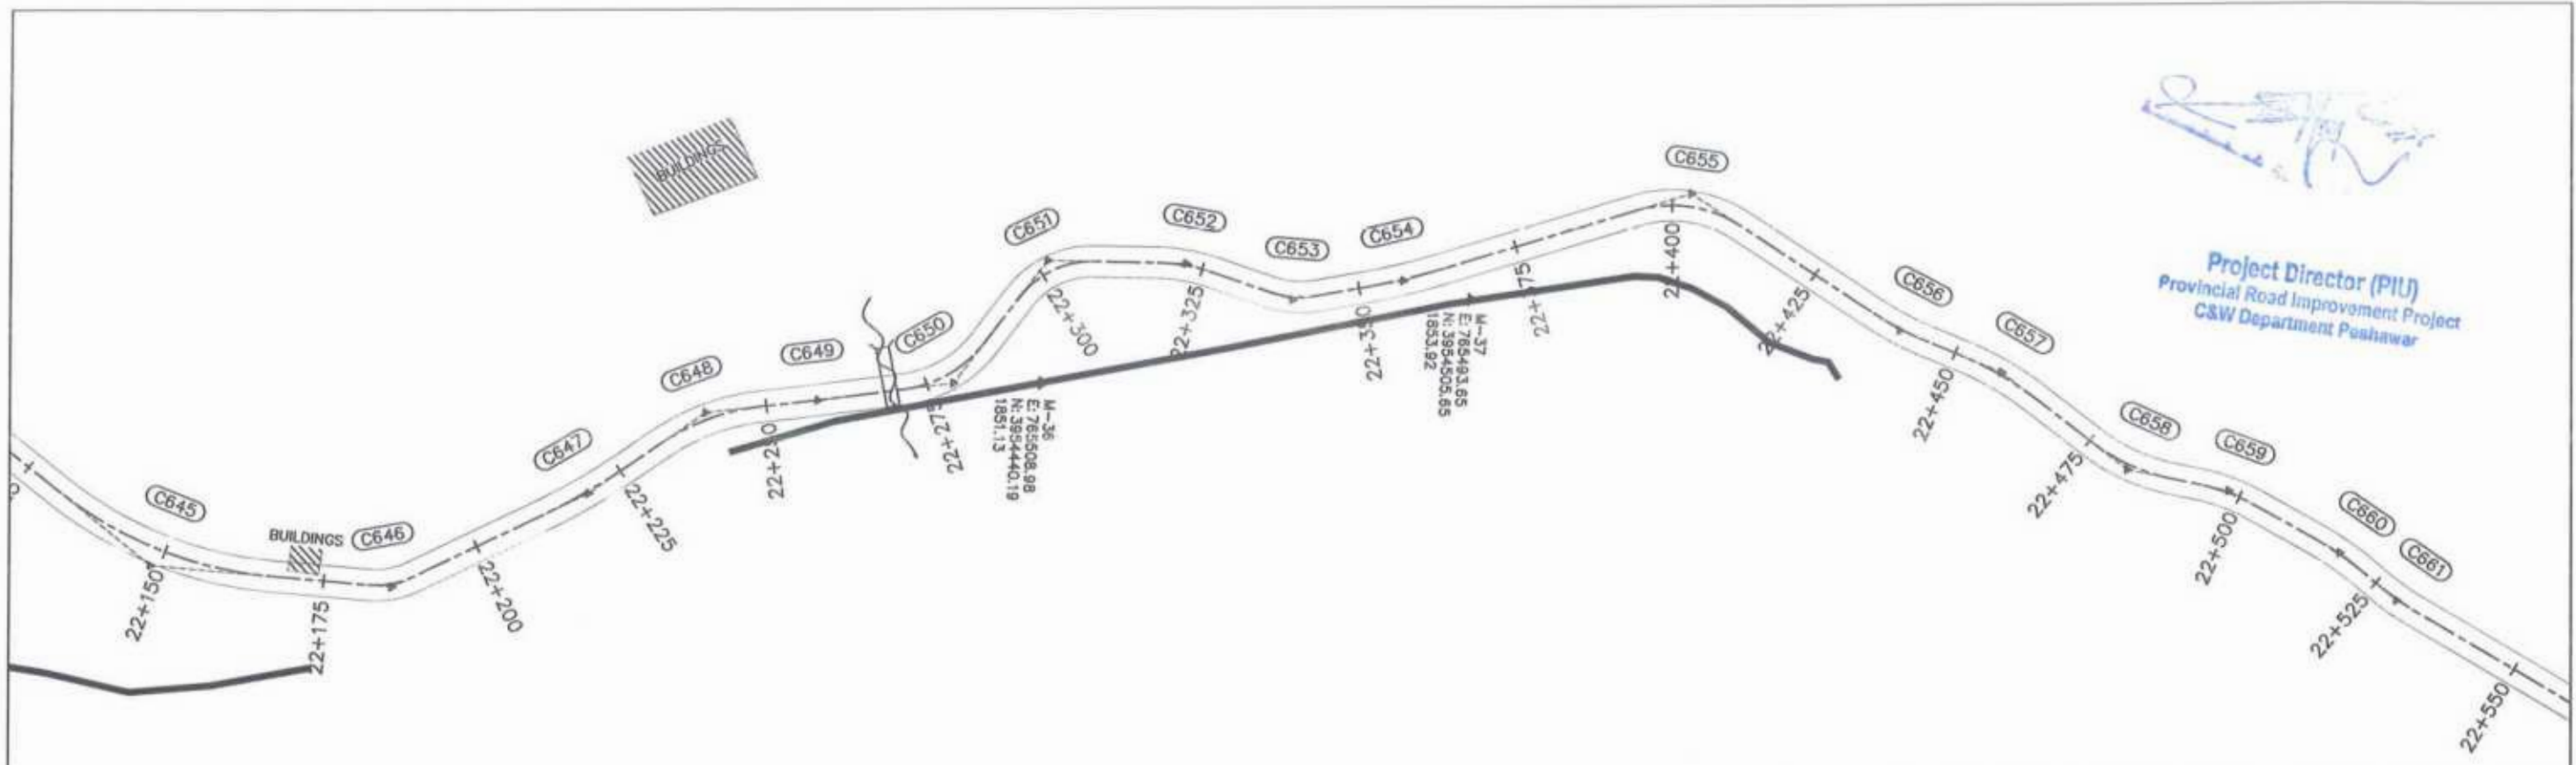 BUILDINGS
C655
C651
C652
C653
C654
Project Director (PIU)
Provincial Road Improvement Project
C&W Department Peshawar
22+400
C656
22+300
22+325
22+375
22+425
C650
C649
C648
22+350
M-37
E: 765493.65
N: 3954505.65
1853.92
C657
22+450
22+275
M-36
E: 765508.98
N: 3954440.19
1851.13
22+250
C647
C658
C659
22+475
C645
BUILDINGS
C646
22+225
22+500
C660
C661
22+150
22+175
22+200
22+525
22+550